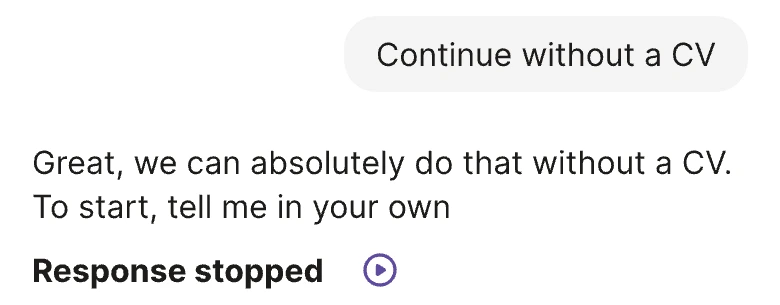 Continue without a CV
Great, we can absolutely do that without a CV.
To start, tell me in your own
Response stopped